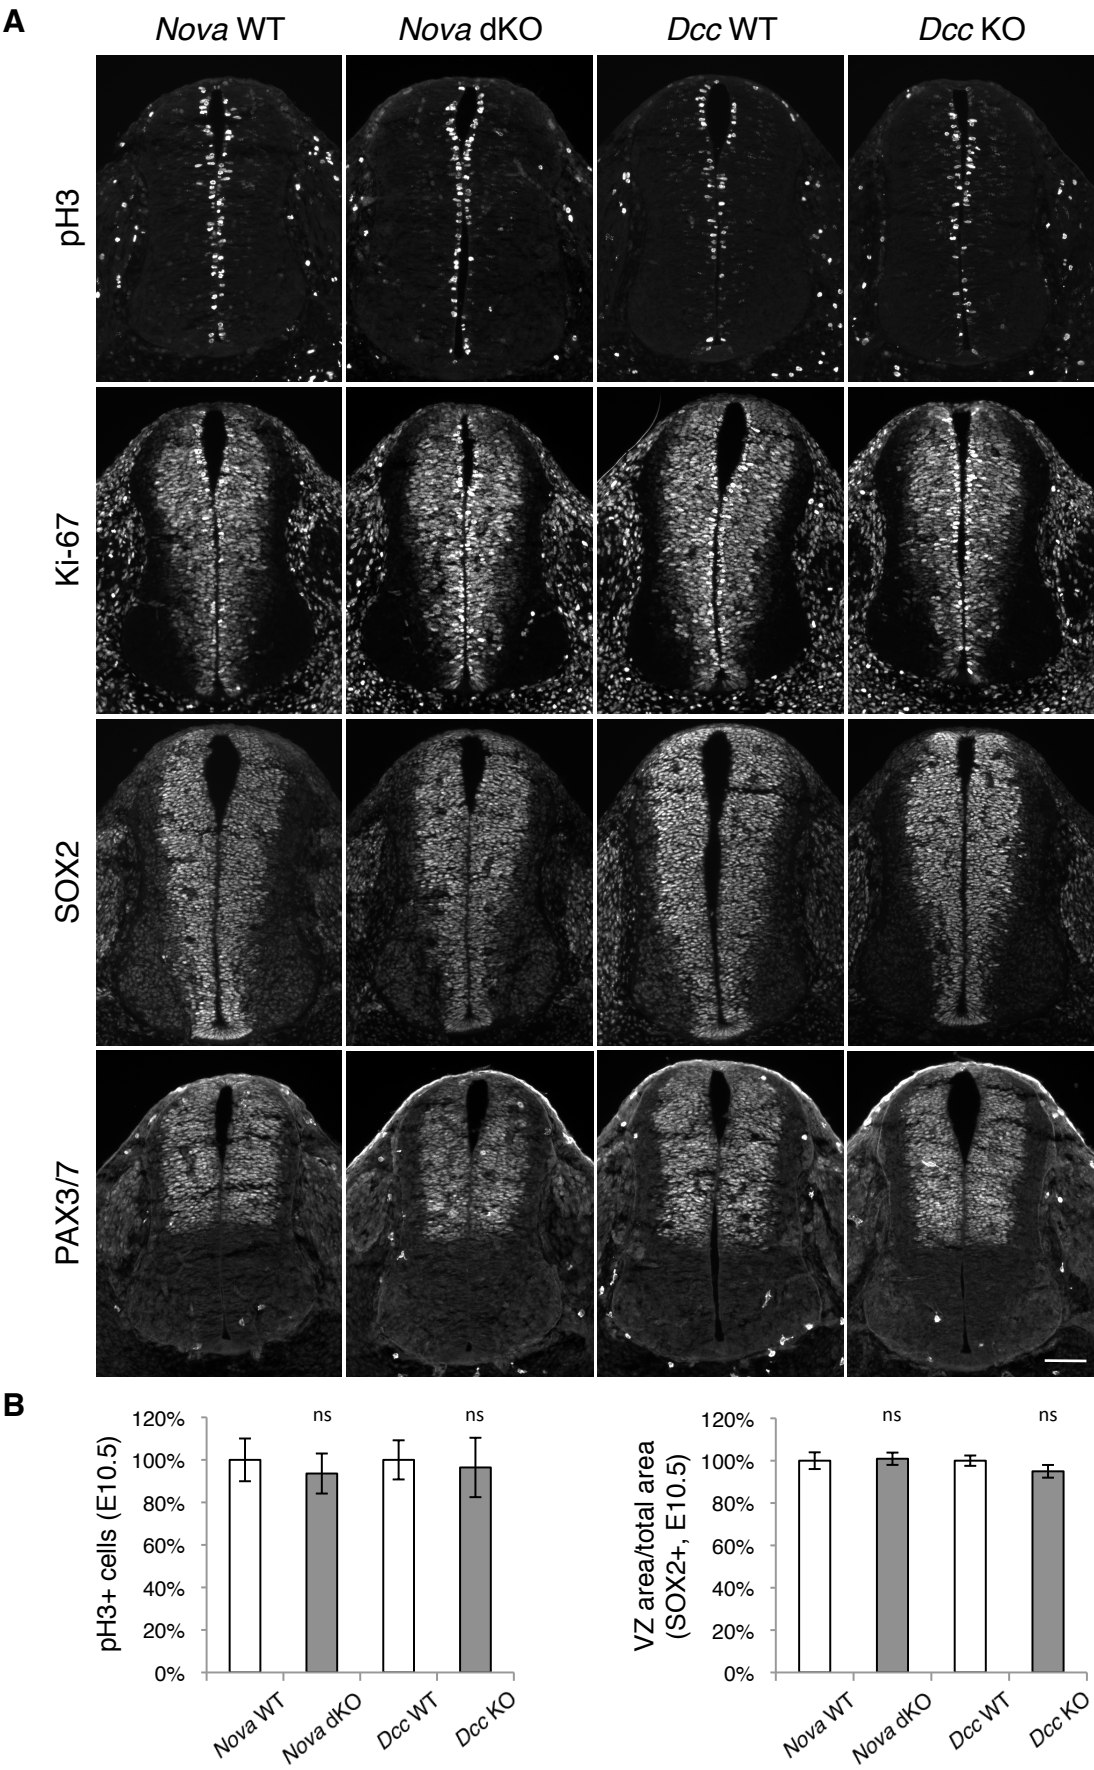 A
Nova WT
Nova dKO
Dcc WT
Dcc KO
pH3
Ki-67
SOX2
PAX3/7
B
pH3+ cells (E10.5)
120%
100%
80%
60%
40%
20%
0%
ns
ns
Nova WT
Nova dKO
Dcc WT
Dcc KO
VZ area/total area
(SOX2+, E10.5)
120%
100%
80%
60%
40%
20%
0%
ns
ns
Nova WT
Nova dKO
Dcc WT
Dcc KO